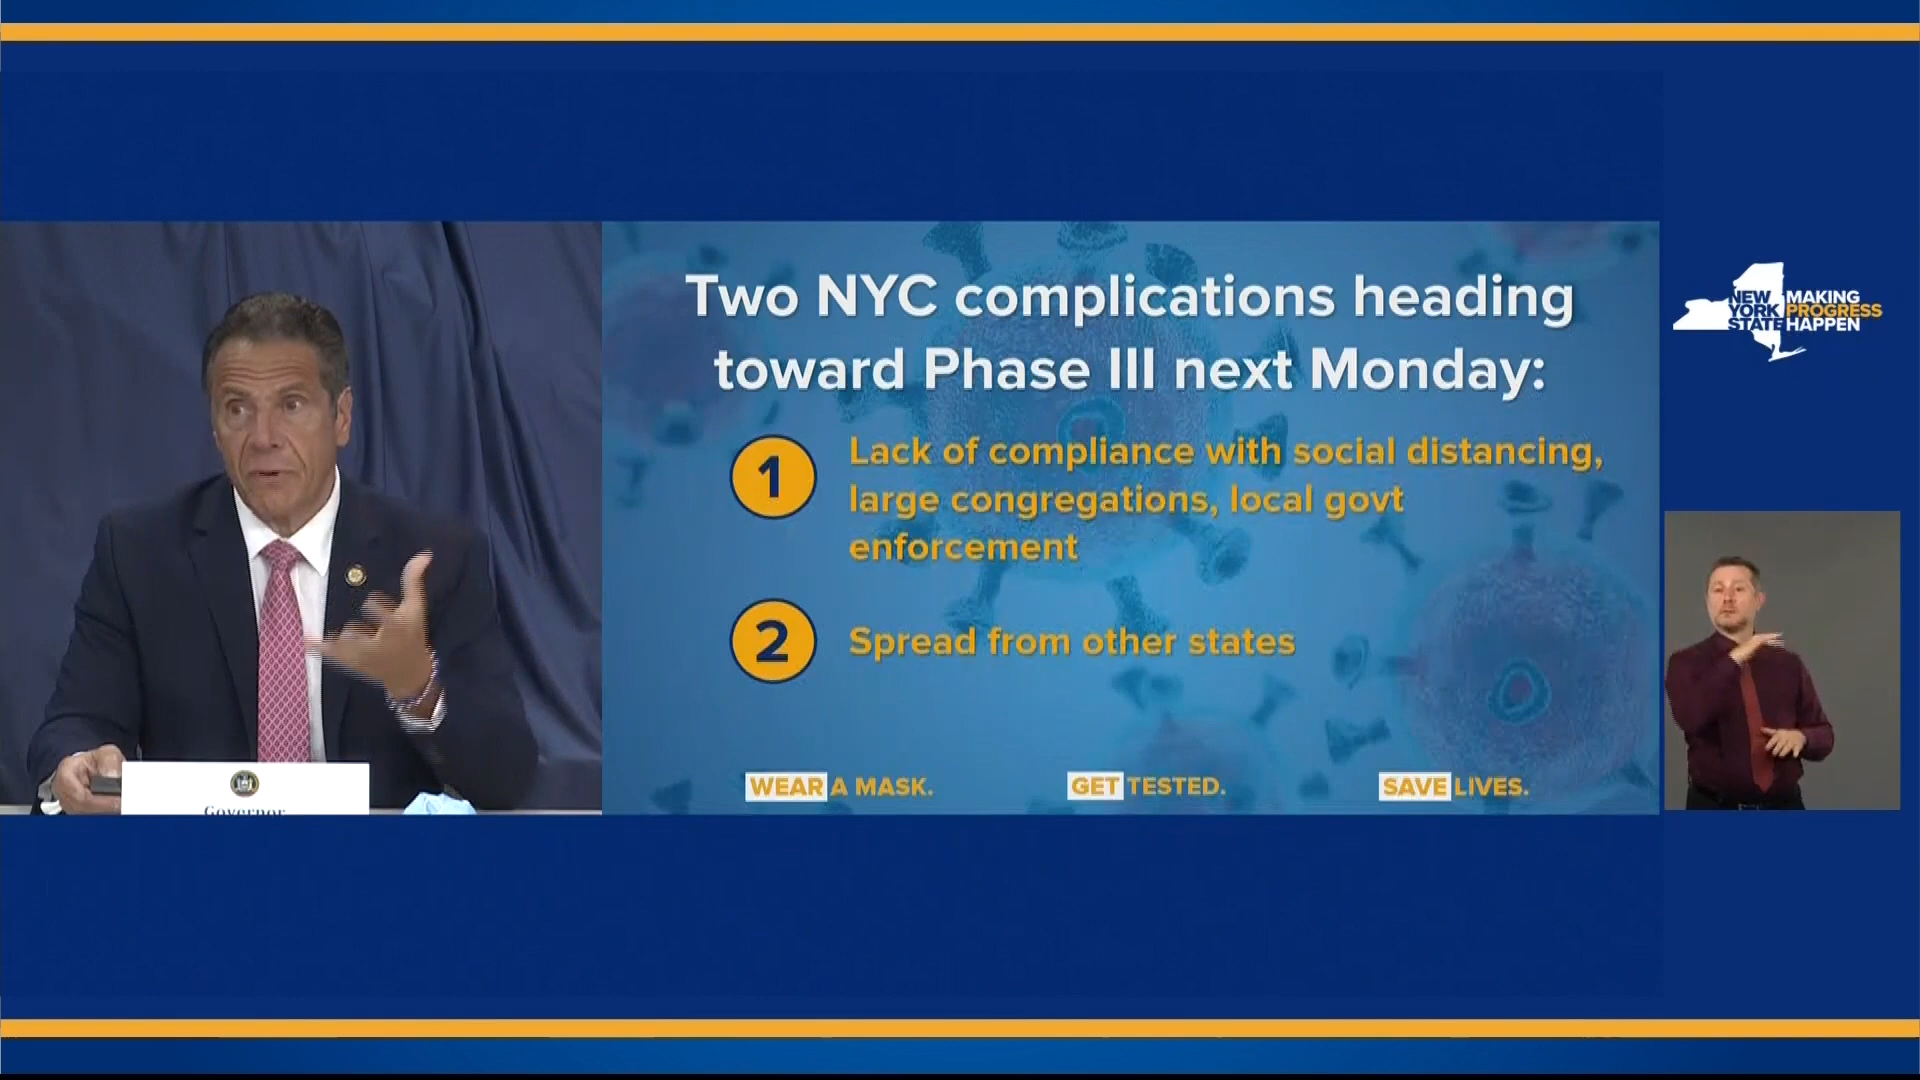 Two NYC complications heading
toward Phase III next Monday:
1
Lack of compliance with social distancing,
large congregations, local govt
enforcement
2
Spread from other states
WEAR A MASK.
GET TESTED.
SAVE LIVES.
Governor
NEW YORK STATE
MAKING PROGRESS HAPPEN